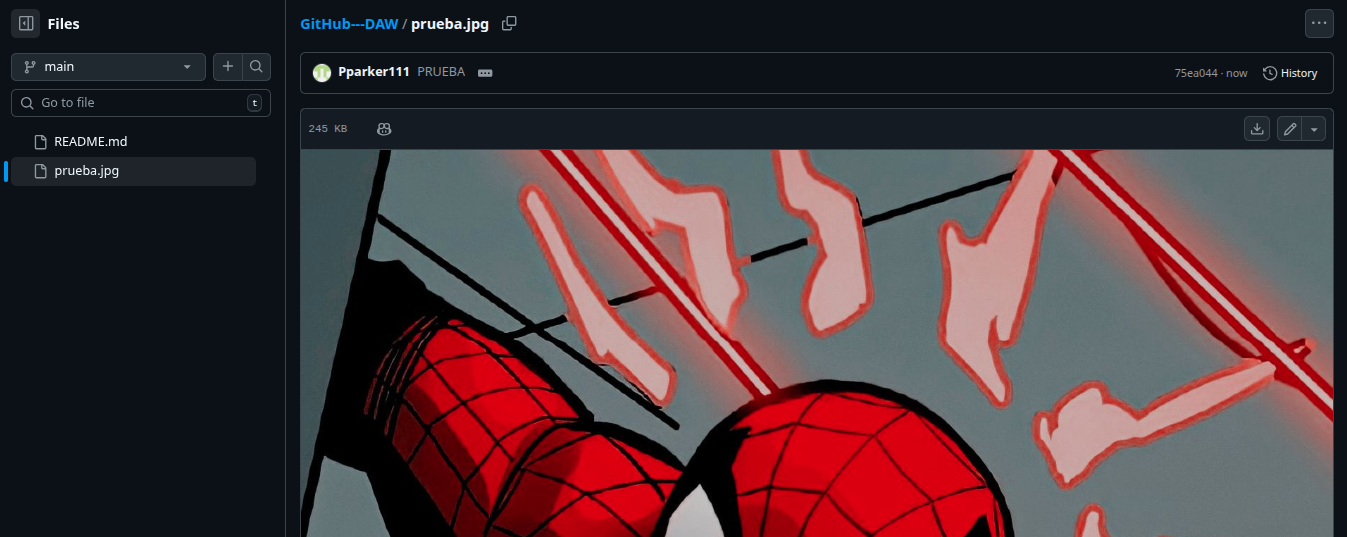 Files
main
Go to file
t
README.md
prueba.jpg
GitHub---DAW / prueba.jpg
Pparker111 PRUEBA
75ea044 · now
History
245 KB